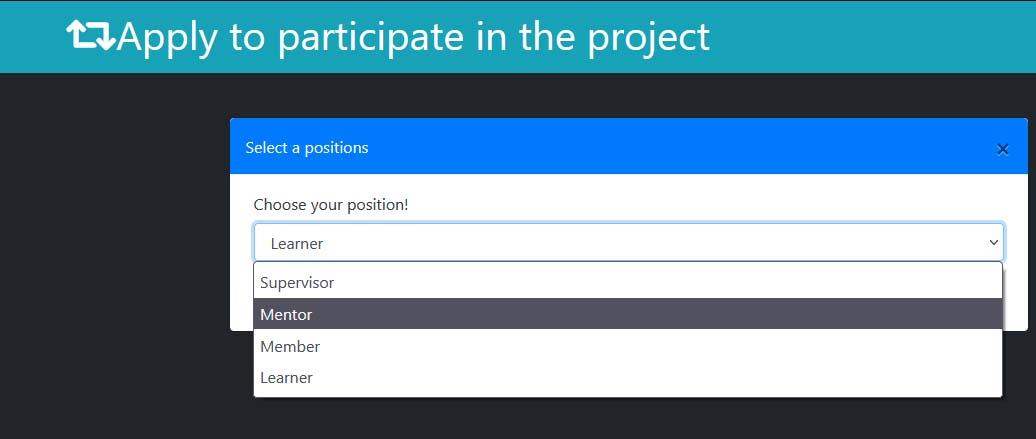 Apply to participate in the project
Select a positions
×
Choose your position!
Learner
Supervisor
Mentor
Member
Learner